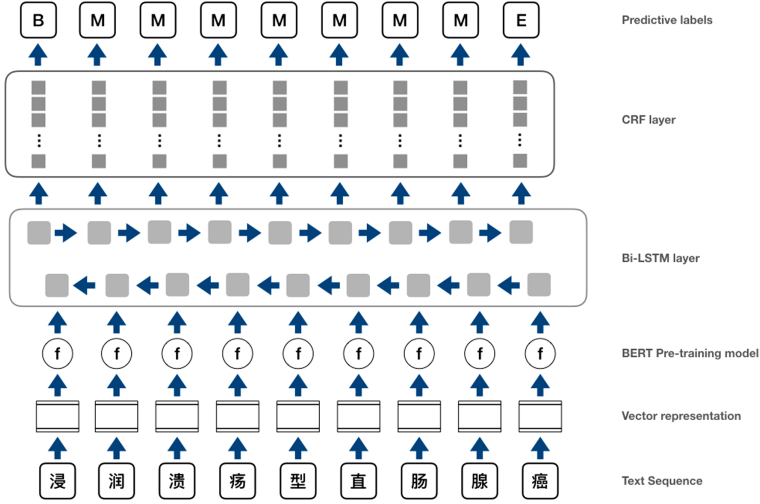 B M M M M M M M E Predictive labels
CRF layer
Bi-LSTM layer
f f f f f f f f f BERT Pre-training model
Vector representation
浸 润 溃 疡 型 直 肠 腺 癌 Text Sequence